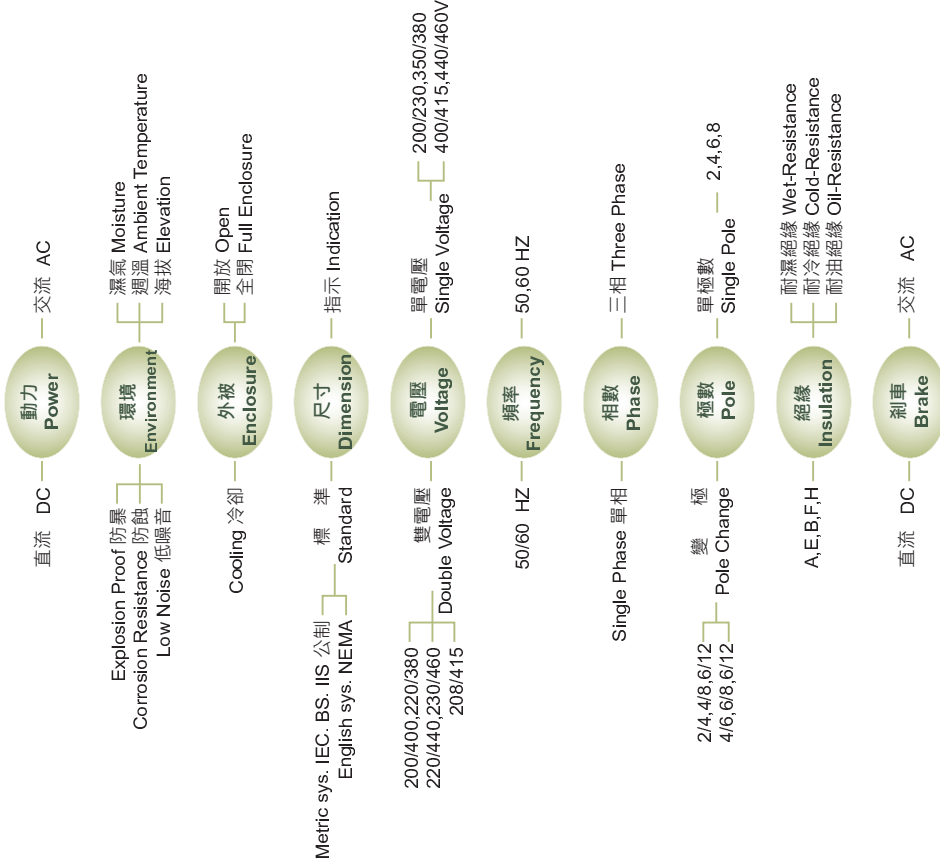 動力
Power
直流 DC
交流 AC
環境
Environment
Explosion Proof 防暴
Corrosion Resistance 防蝕
Low Noise 低噪音
濕氣 Moisture
週溫 Ambient Temperature
海拔 Elevation
外被
Enclosure
Cooling 冷卻
開放 Open
全閉 Full Enclosure
尺寸
Dimension
標 準
Standard
Metric sys. IEC. BS. IIS 公制
English sys. NEMA
指示 Indication
電壓
Voltage
雙電壓
Double Voltage
200/400,220/380
220/440,230/460
208/415
單電壓
Single Voltage
200/230,350/380
400/415,440/460V
頻率
Frequency
50/60 HZ
50,60 HZ
相數
Phase
Single Phase 單相
三相 Three Phase
極數
Pole
變 極
Pole Change
2/4,4/8,6/12
4/6,6/8,6/12
單極數
Single Pole
2,4,6,8
絕緣
Insulation
A,E,B,F,H
耐濕絕緣 Wet-Resistance
耐冷絕緣 Cold-Resistance
耐油絕緣 Oil-Resistance
剎車
Brake
直流 DC
交流 AC